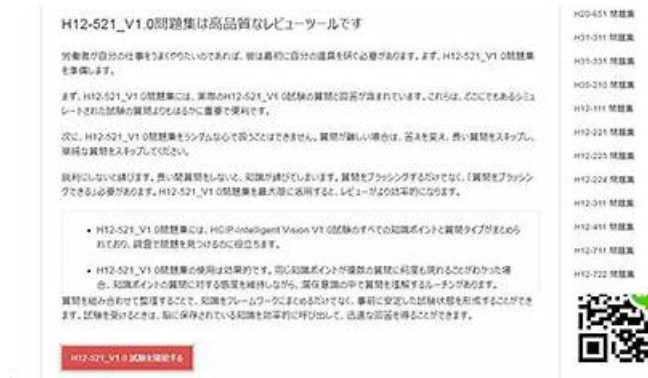 H12-521_V1.0問題集は高品質なレビューツールです
労働者が自分の仕事をうまくやりたいのであれば、彼は最初に自分の道具を研ぐ必要があります。まず、H12-521_V1.0問題集
を準備します。
まず、H12-521_V1.0問題集には、実際のH12-521_V1.0試験の質問と回答が含まれています。これらは、どこにでもあるシミュ
レートされた試験の質問よりもはるかに重要で便利です。
次に、H12-521_V1.0問題集をランダムな心で扱うことはできません。質問が難しい場合は、答えを変え、長い質問をスキップし、
単純な質問をスキップしてください。
鋭利にしないと錆びます。長い間質問をしないと、知識が錆びてしまいます。質問をブラッシングするだけでなく、「質問をブラッシン
グできる」必要があります。H12-521_V1.0問題集を最大限に活用すると、レビューがより効率的になります。
• H12-521_V1.0問題集には、HCIP-Intelligent Vision V1.0試験のすべての知識ポイントと質問タイプがまとめら
れており、調査で問題を見つけるのに役立ちます。
• H12-521_V1.0問題集の使用は効果的です。同じ知識ポイントが複数の質問に何度も現れることがわかった場
合、知識ポイントの質問に対する感度を維持しながら、潜在意識の中で質問を理解するルーチンがあります。
質問を組み合わせて整理することで、知識をフレームワークにまとめるだけでなく、事前に安定した試験状態を形成することができ
ます。試験を受けるときは、脳に保存されている知識を効率的に呼び出して、迅速な回答を得ることができます。
H12-521_V1.0 試験を開始する
H20-651 問題集
H31-311 問題集
H31-331 問題集
H35-210 問題集
H12-111 問題集
H12-221 問題集
H12-223 問題集
H12-224 問題集
H12-311 問題集
H12-411 問題集
H12-711 問題集
H12-722 問題集